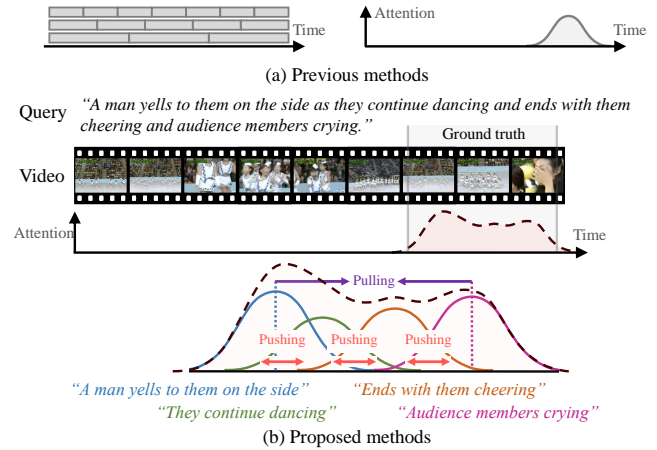 Attention
Time
Time
(a) Previous methods
Query
“A man yells to them on the side as they continue dancing and ends with them
cheering and audience members crying.”
Ground truth
Video
Attention
Time
Pulling
Pushing
Pushing
Pushing
“A man yells to them on the side”
“Ends with them cheering”
“They continue dancing”
“Audience members crying”
(b) Proposed methods